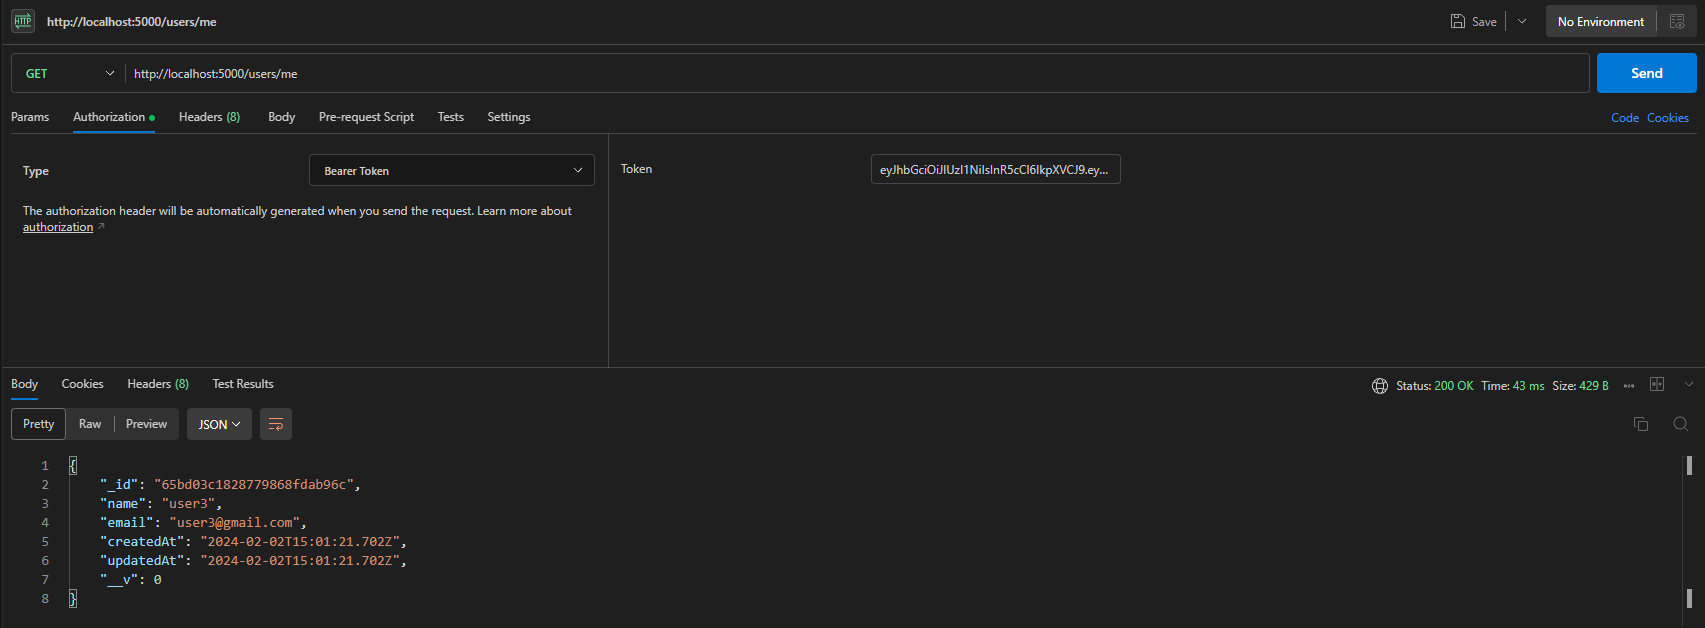 HTTP http://localhost:5000/users/me Save No Environment
GET http://localhost:5000/users/me Send
Params Authorization Headers (8) Body Pre-request Script Tests Settings Code Cookies
Type Bearer Token Token eyJhbGciOiJIUzI1NiIsInR5cCI6IkpXVCJ9.ey...
The authorization header will be automatically generated when you send the request. Learn more about
authorization ↗
Body Cookies Headers (8) Test Results Status: 200 OK Time: 43 ms Size: 429 B
Pretty Raw Preview JSON
1 {
2 "_id": "65bd03c1828779868fdab96c",
3 "name": "user3",
4 "email": "user3@gmail.com",
5 "createdAt": "2024-02-02T15:01:21.702Z",
6 "updatedAt": "2024-02-02T15:01:21.702Z",
7 "__v": 0
8 }